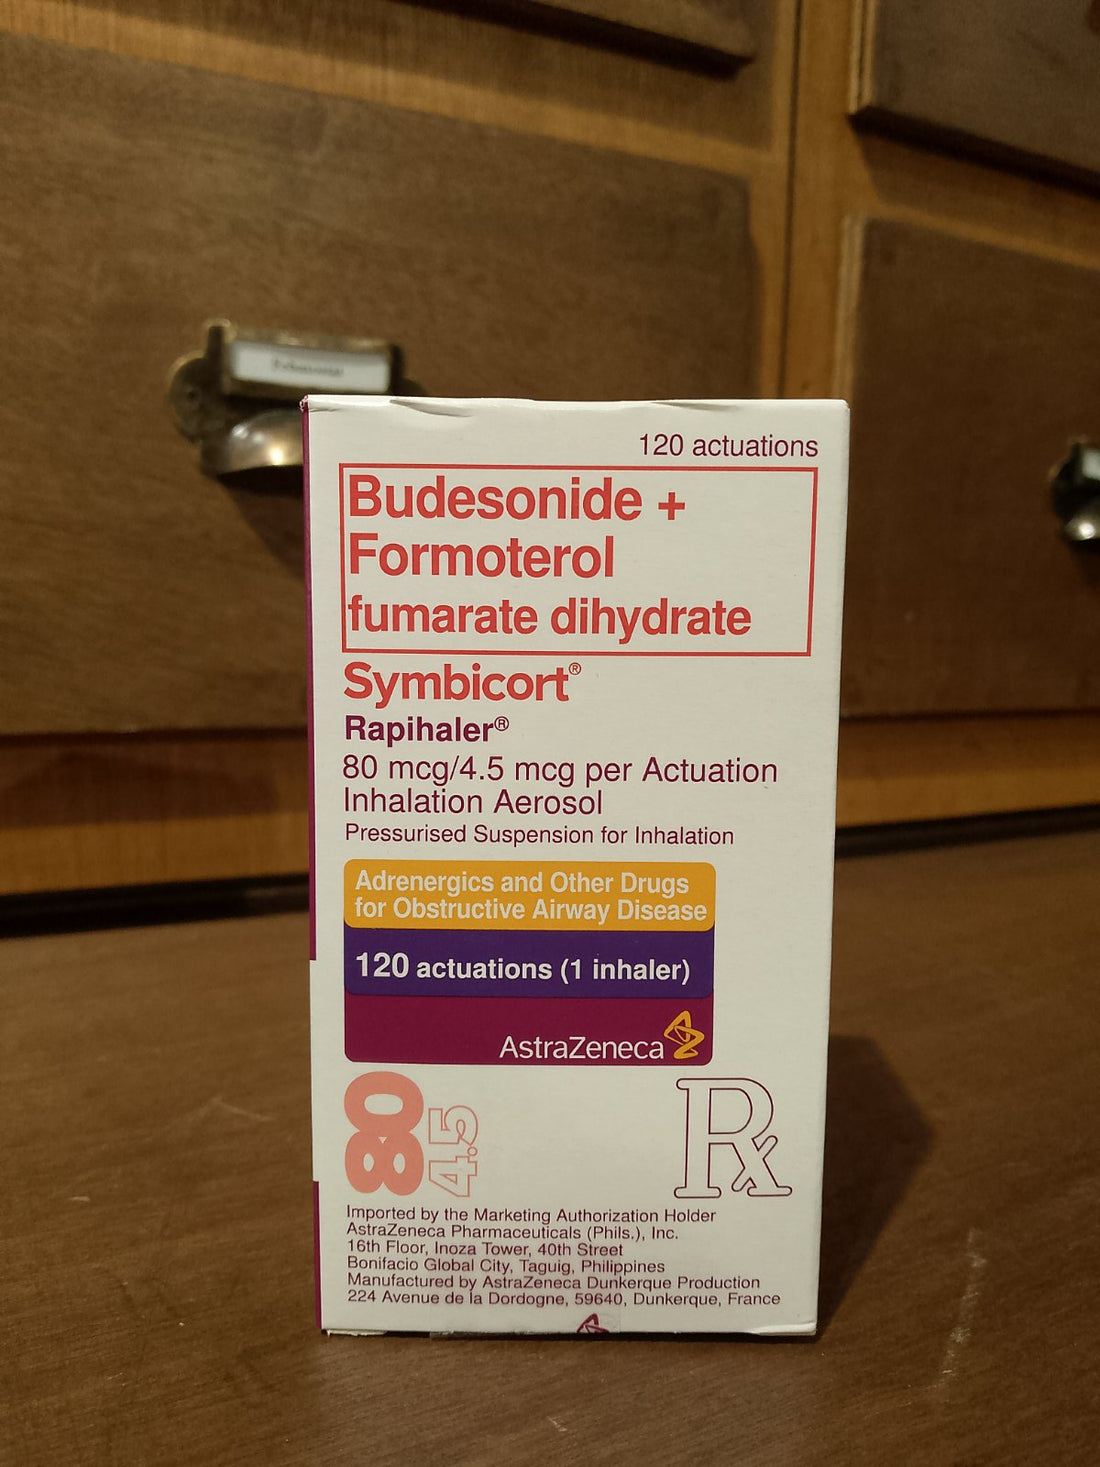 120 actuations
Budesonide +
Formoterol
fumarate dihydrate
Symbicort®
Rapihaler®
80 mcg/4.5 mcg per Actuation
Inhalation Aerosol
Pressurised Suspension for Inhalation
Adrenergics and Other Drugs
for Obstructive Airway Disease
120 actuations (1 inhaler)
AstraZeneca
80
4.5
Rx
Imported by the Marketing Authorization Holder
AstraZeneca Pharmaceuticals (Phils.), Inc.
16th Floor, Inoza Tower, 40th Street
Bonifacio Global City, Taguig, Philippines
Manufactured by AstraZeneca Dunkerque Production
224 Avenue de la Dordogne, 59640, Dunkerque, France